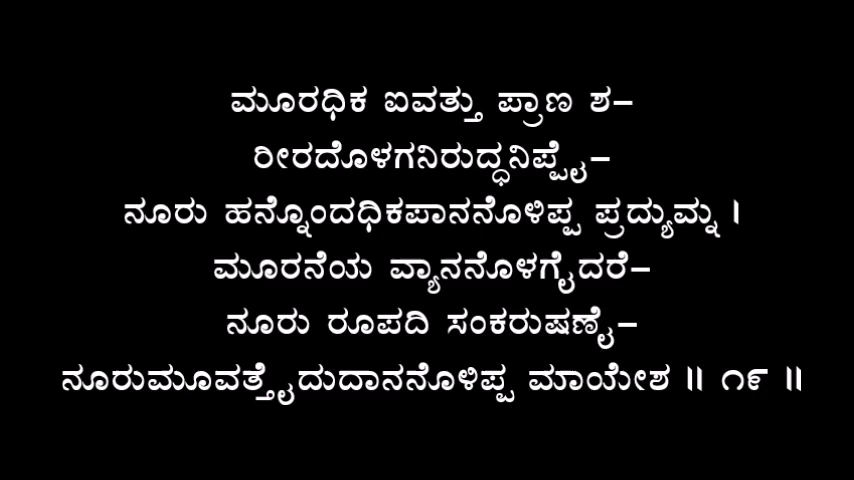 ಮೂರಧಿಕ ಐವತ್ತು ಪ್ರಾಣ ಶ–
ರೀರದೊಳಗನಿರುದ್ಧನಿಪ್ಪೈ–
ನೂರು ಹನ್ನೊಂದಧಿಕಪಾನನೊಳಿಪ್ಪ ಪ್ರದ್ಯುಮ್ನ ।
ಮೂರನೆಯ ವ್ಯಾನನೊಳಗೈದರೆ–
ನೂರು ರೂಪದಿ ಸಂಕರುಷಣೈ–
ನೂರುಮೂವತ್ತೈದುದಾನನೊಳಿಪ್ಪ ಮಾಯೇಶ ॥ ೧೯ ॥